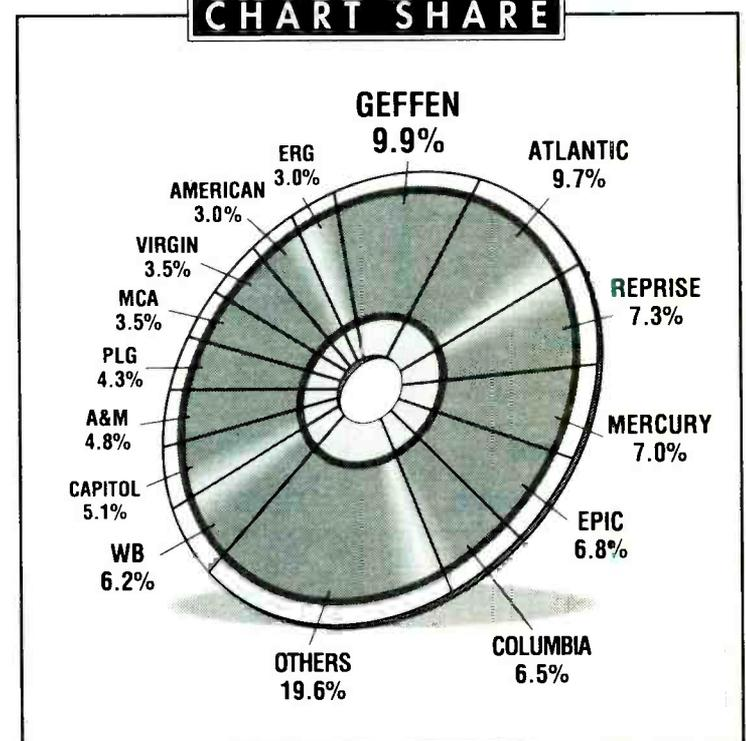 CHART SHARE
GEFFEN
9.9%
ATLANTIC
9.7%
REPRISE
7.3%
MERCURY
7.0%
EPIC
6.8%
COLUMBIA
6.5%
OTHERS
19.6%
WB
6.2%
CAPITOL
5.1%
A&M
4.8%
PLG
4.3%
MCA
3.5%
VIRGIN
3.5%
AMERICAN
3.0%
ERG
3.0%